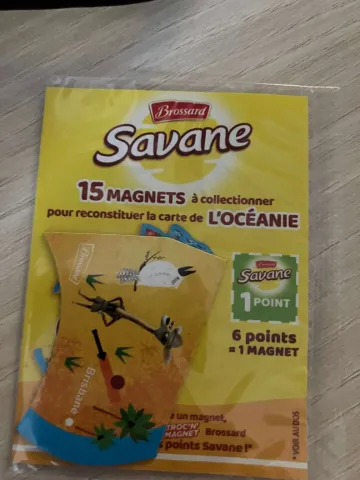 Brossard
Savane
15 MAGNETS à collectionner
pour reconstituer la carte de L'OCÉANIE
Brossard
Brossard
Savane
1 POINT
6 points
= 1 MAGNET
Brisbane
a un magnet,
TROC'N'
MAGNET Brossard
s points Savane !*
* VOIR AU DOS